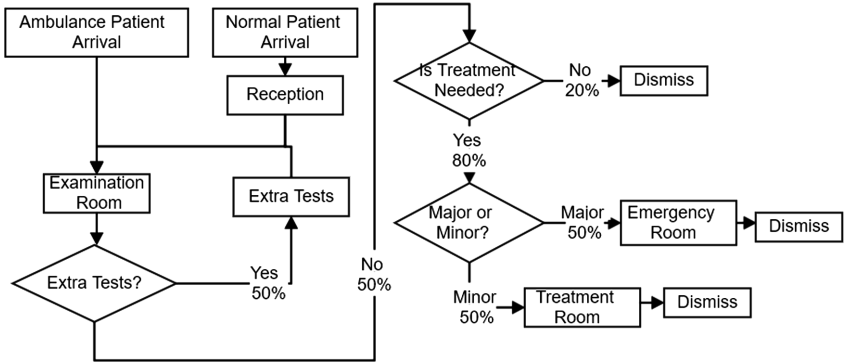 Ambulance Patient
Arrival
Normal Patient
Arrival
Reception
Examination
Room
Extra Tests
Extra Tests?
Yes
50%
No
50%
Is Treatment
Needed?
No
20%
Dismiss
Yes
80%
Major or
Minor?
Major
50%
Emergency
Room
Dismiss
Minor
50%
Treatment
Room
Dismiss